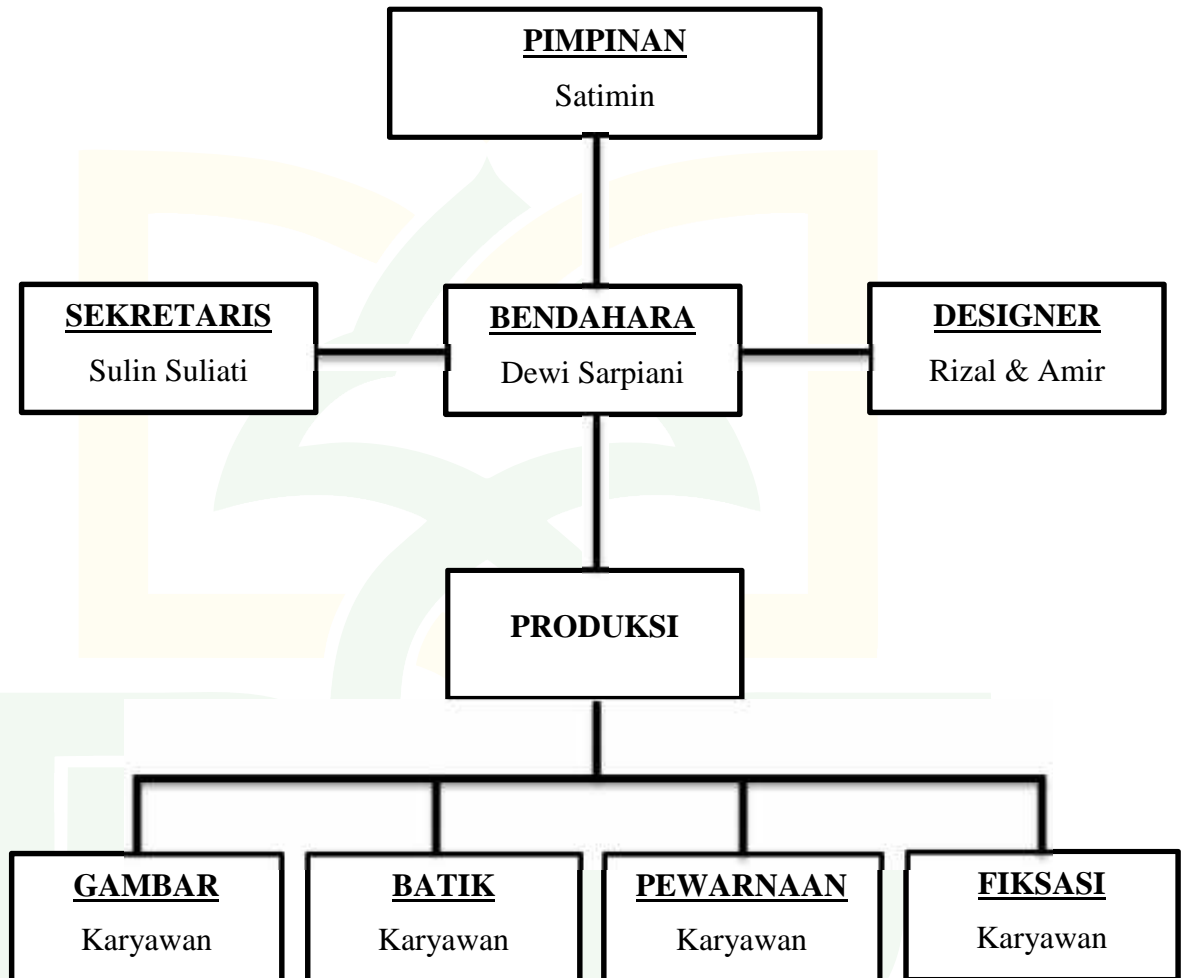 PIMPINAN
Satimin
SEKRETARIS
Sulin Suliati
BENDAHARA
Dewi Sarpiani
DESIGNER
Rizal & Amir
PRODUKSI
GAMBAR
Karyawan
BATIK
Karyawan
PEWARNAAN
Karyawan
FIKSASI
Karyawan